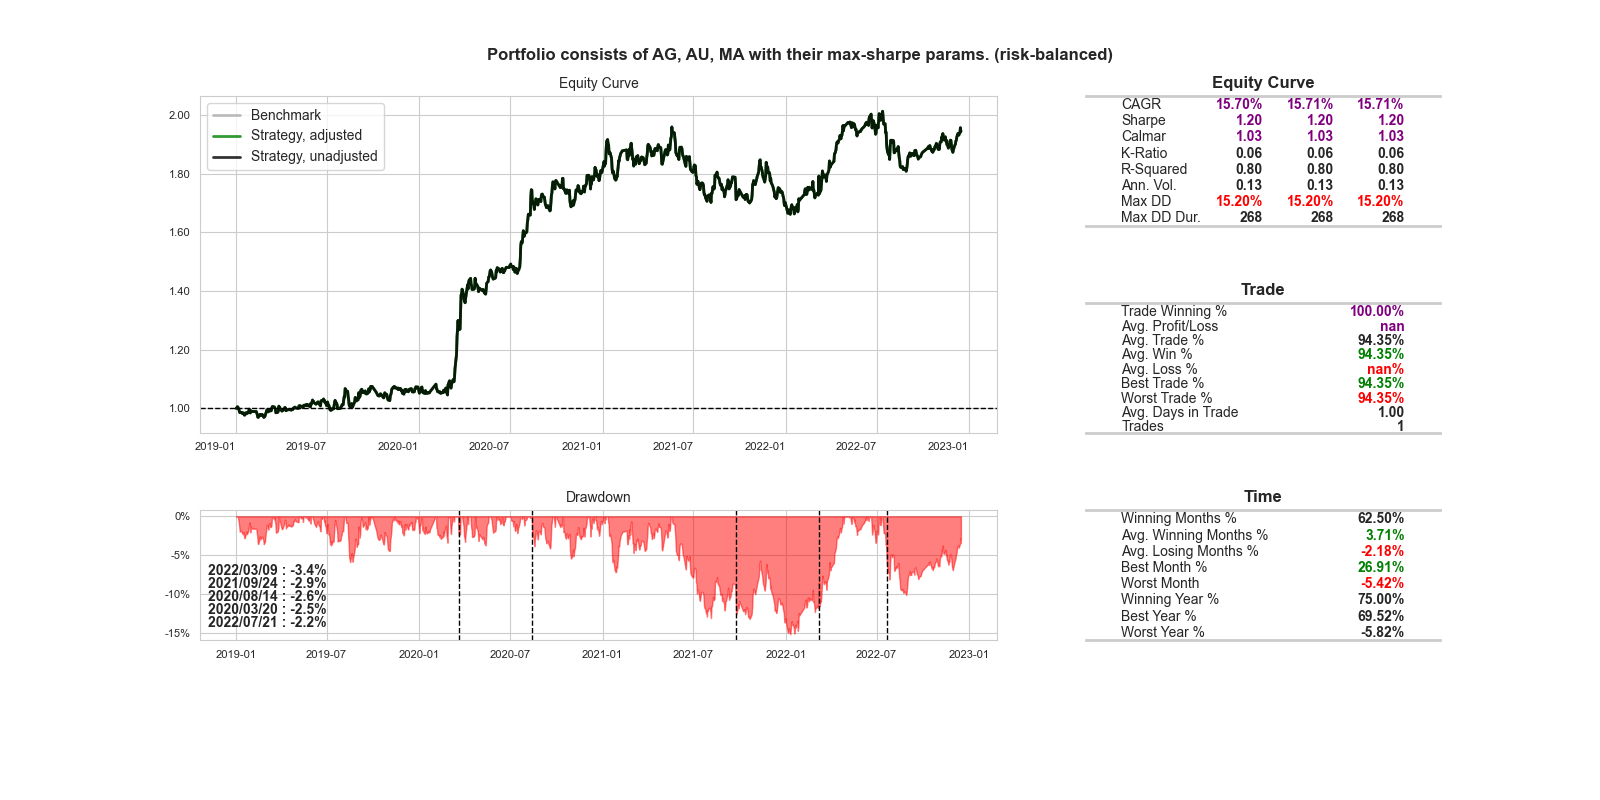 Portfolio consists of AG, AU, MA with their max-sharpe params. (risk-balanced)
Equity Curve
Benchmark
Strategy, adjusted
Strategy, unadjusted
2.00
1.80
1.60
1.40
1.20
1.00
2019-01 2019-07 2020-01 2020-07 2021-01 2021-07 2022-01 2022-07 2023-01
Drawdown
0%
-5%
-10%
-15%
2022/03/09 : -3.4%
2021/09/24 : -2.9%
2020/08/14 : -2.6%
2020/03/20 : -2.5%
2022/07/21 : -2.2%
2019-01 2019-07 2020-01 2020-07 2021-01 2021-07 2022-01 2022-07 2023-01
Equity Curve
CAGR 15.70% 15.71% 15.71%
Sharpe 1.20 1.20 1.20
Calmar 1.03 1.03 1.03
K-Ratio 0.06 0.06 0.06
R-Squared 0.80 0.80 0.80
Ann. Vol. 0.13 0.13 0.13
Max DD 15.20% 15.20% 15.20%
Max DD Dur. 268 268 268
Trade
Trade Winning % 100.00%
Avg. Profit/Loss nan
Avg. Trade % 94.35%
Avg. Win % 94.35%
Avg. Loss % nan%
Best Trade % 94.35%
Worst Trade % 94.35%
Avg. Days in Trade 1.00
Trades 1
Time
Winning Months % 62.50%
Avg. Winning Months % 3.71%
Avg. Losing Months % -2.18%
Best Month % 26.91%
Worst Month -5.42%
Winning Year % 75.00%
Best Year % 69.52%
Worst Year % -5.82%